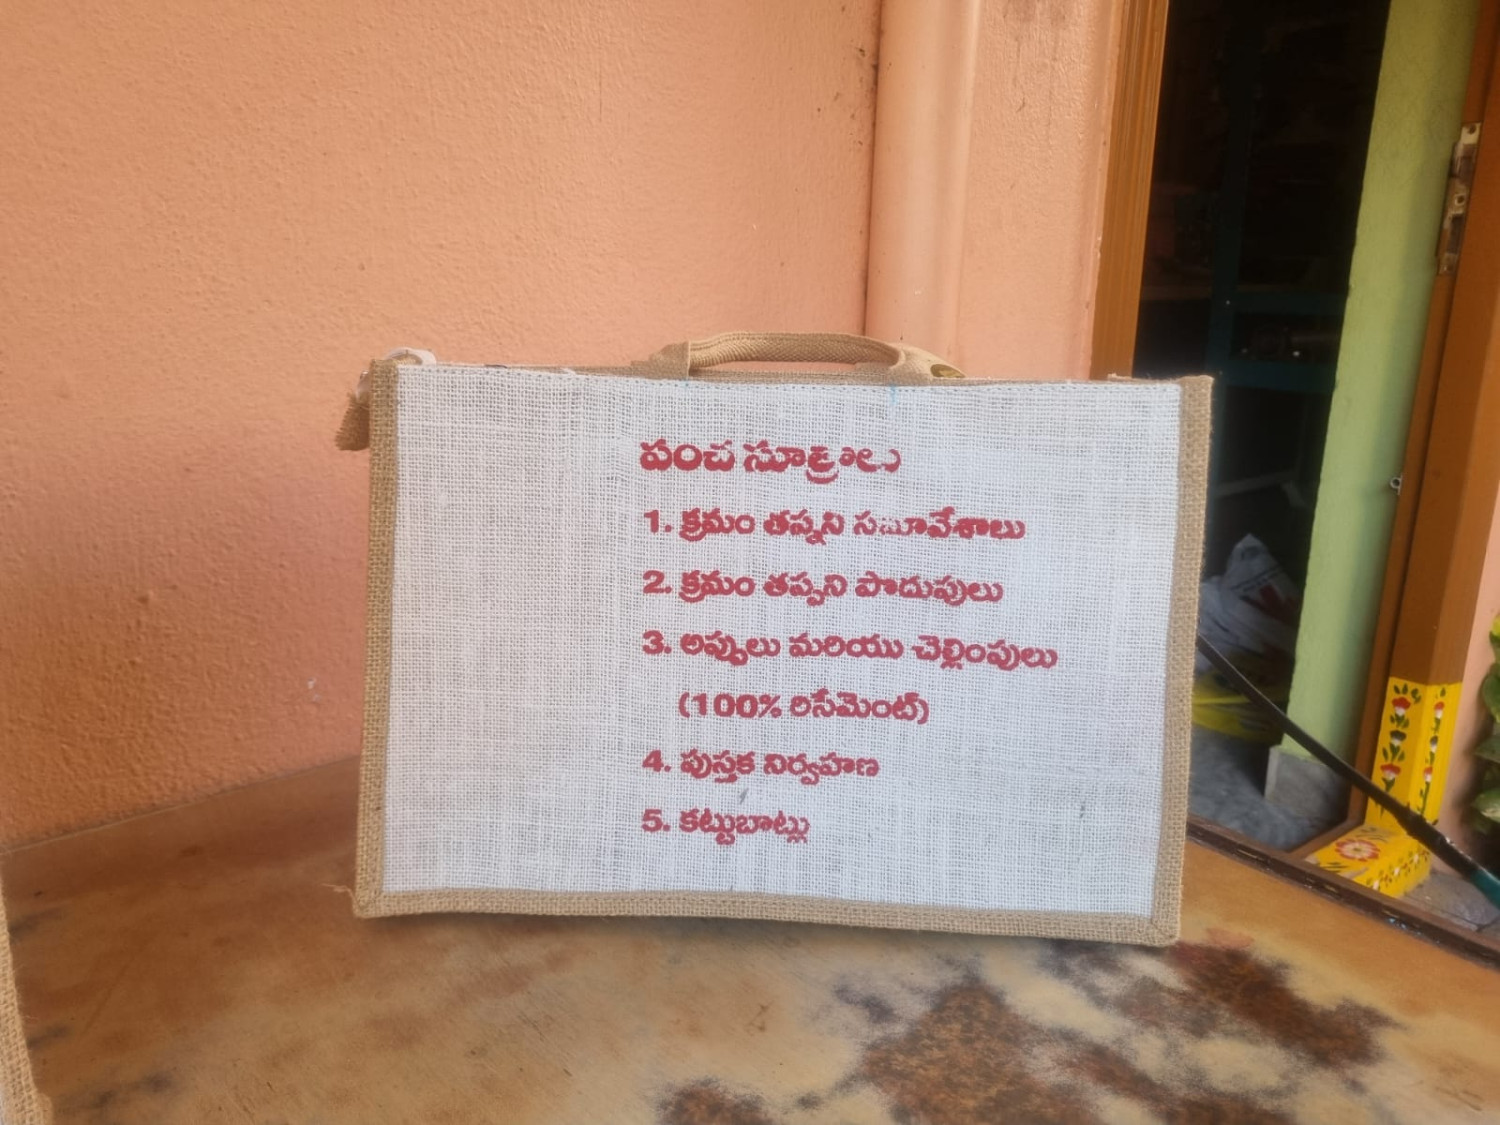 పంచ సూత్రాలు
1. క్రమం తప్పని సమావేశాలు
2. క్రమం తప్పని పొదుపులు
3. అప్పులు మరియు చెల్లింపులు
(100% రిపేమెంట్)
4. పుస్తక నిర్వహణ
5. కట్టుబాట్లు